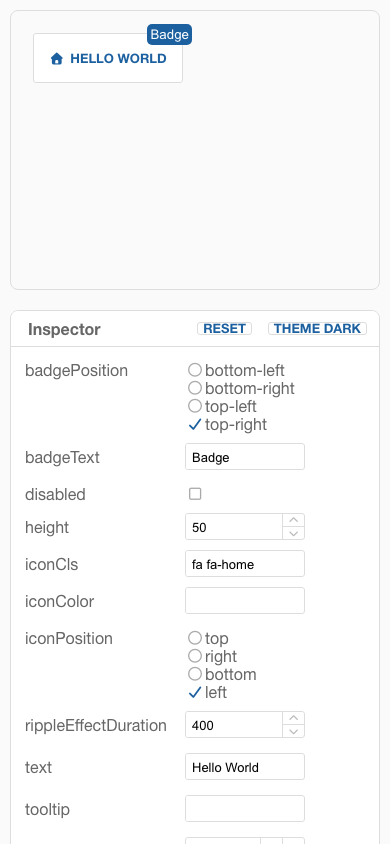 Badge
HELLO WORLD
Inspector RESET THEME DARK
badgePosition bottom-left
bottom-right
top-left
top-right
badgeText Badge
disabled
height 50
iconCls fa fa-home
iconColor
iconPosition top
right
bottom
left
rippleEffectDuration 400
text Hello World
tooltip